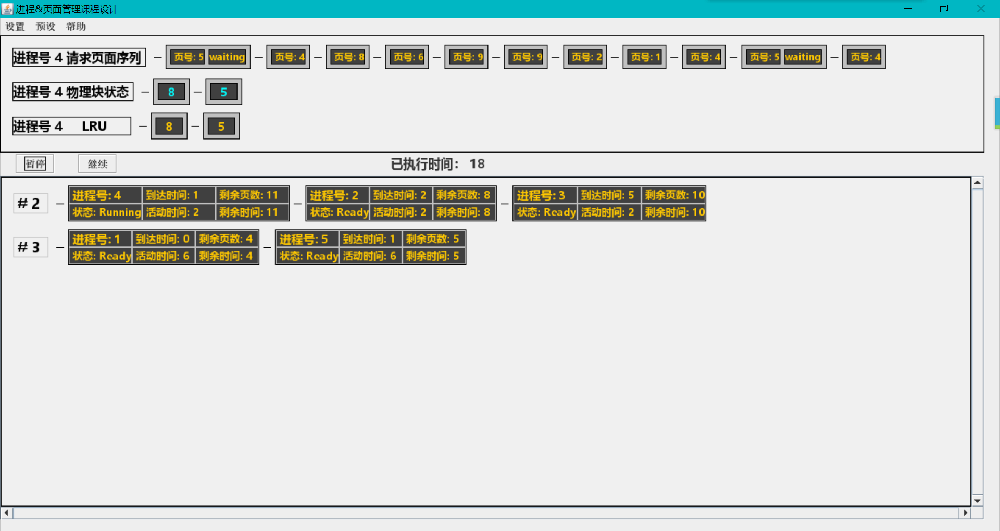 进程&页面管理课程设计
设置 预设 帮助
进程号 4 请求页面序列 — 页号: 5 waiting — 页号: 4 — 页号: 8 — 页号: 6 — 页号: 9 — 页号: 9 — 页号: 2 — 页号: 1 — 页号: 4 — 页号: 5 waiting — 页号: 4
进程号 4 物理块状态 — 8 — 5
进程号 4 LRU — 8 — 5
暂停 继续 已执行时间: 18
# 2 — 进程号: 4 到达时间: 1 剩余页数: 11 — 进程号: 2 到达时间: 2 剩余页数: 8 — 进程号: 3 到达时间: 5 剩余页数: 10
状态: Running 活动时间: 2 剩余时间: 11 状态: Ready 活动时间: 2 剩余时间: 8 状态: Ready 活动时间: 2 剩余时间: 10
# 3 — 进程号: 1 到达时间: 0 剩余页数: 4 — 进程号: 5 到达时间: 1 剩余页数: 5
状态: Ready 活动时间: 6 剩余时间: 4 状态: Ready 活动时间: 6 剩余时间: 5